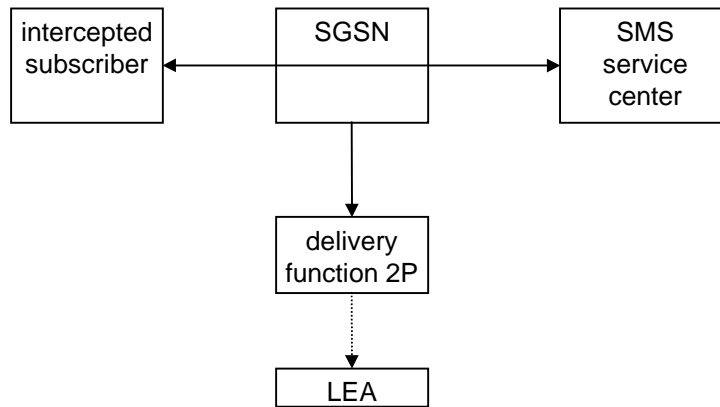 intercepted
subscriber
SGSN
SMS
service
center
delivery
function 2P
LEA